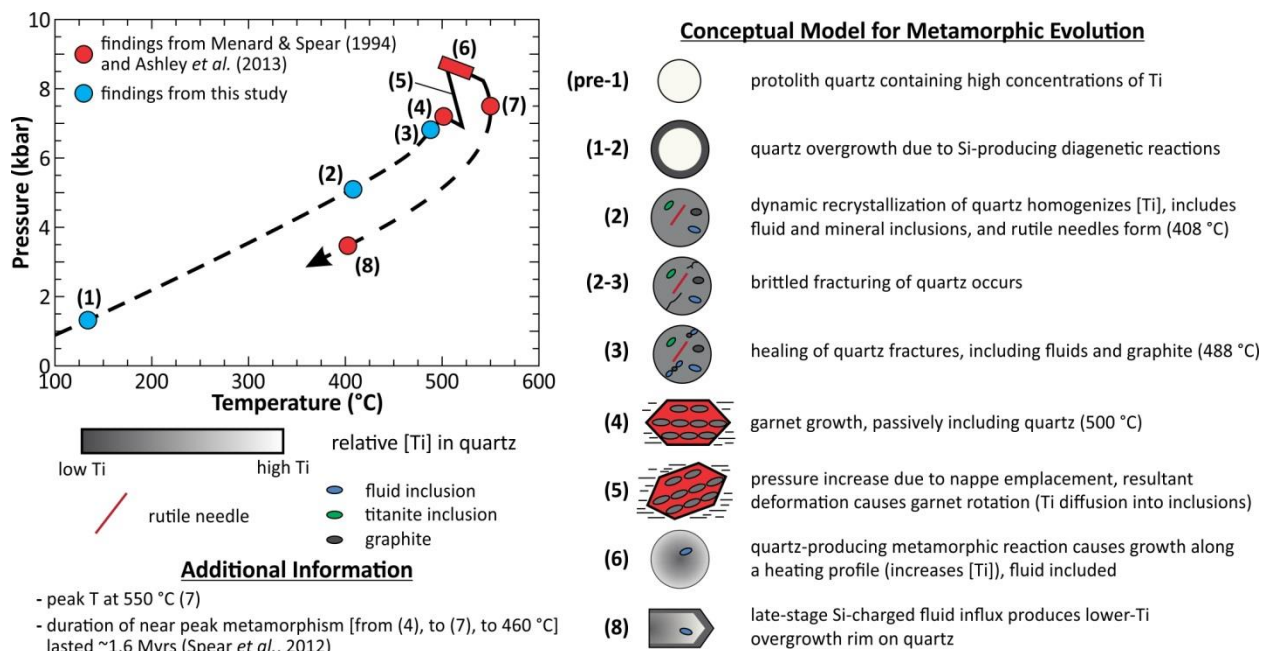 10
8
6
4
2
0
Pressure (kbar)
findings from Menard & Spear (1994)
and Ashley et al. (2013)
findings from this study
(1)
(2)
(3)
(4)
(5)
(6)
(7)
(8)
100 200 300 400 500 600
Temperature (°C)
low Ti
high Ti
relative [Ti] in quartz
rutile needle
fluid inclusion
titanite inclusion
graphite
Additional Information
- peak T at 550 °C (7)
- duration of near peak metamorphism [from (4), to (7), to 460 °C]
lasted ~1.6 Myrs (Spear et al., 2012)
Conceptual Model for Metamorphic Evolution
(pre-1) protolith quartz containing high concentrations of Ti
(1-2) quartz overgrowth due to Si-producing diagenetic reactions
(2) dynamic recrystallization of quartz homogenizes [Ti], includes
fluid and mineral inclusions, and rutile needles form (408 °C)
(2-3) brittled fracturing of quartz occurs
(3) healing of quartz fractures, including fluids and graphite (488 °C)
(4) garnet growth, passively including quartz (500 °C)
(5) pressure increase due to nappe emplacement, resultant
deformation causes garnet rotation (Ti diffusion into inclusions)
(6) quartz-producing metamorphic reaction causes growth along
a heating profile (increases [Ti]), fluid included
(8) late-stage Si-charged fluid influx produces lower-Ti
overgrowth rim on quartz